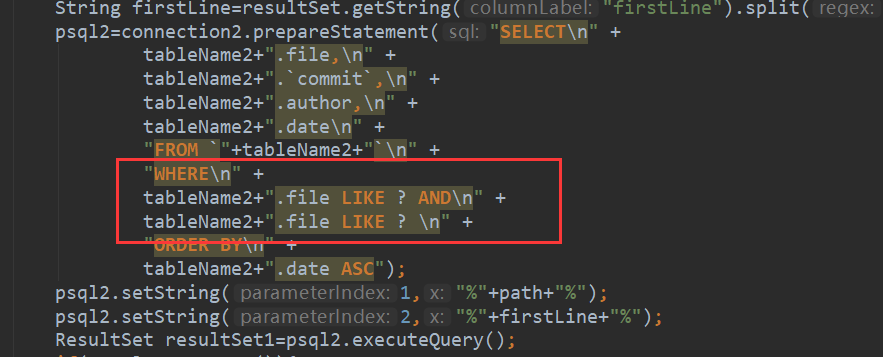 String firstLine=resultSet.getString( columnLabel: "firstLine").split( regex:
psql2=connection2.prepareStatement( sql: "SELECT\n" +
tableName2+".file,\n" +
tableName2+".`commit`,\n" +
tableName2+".author,\n" +
tableName2+".date\n" +
"FROM `"+tableName2+"`\n" +
"WHERE\n" +
tableName2+".file LIKE ? AND\n" +
tableName2+".file LIKE ? \n" +
"ORDER BY\n" +
tableName2+".date ASC");
psql2.setString( parameterIndex: 1, x: "%"+path+"%");
psql2.setString( parameterIndex: 2, x: "%"+firstLine+"%");
ResultSet resultSet1=psql2.executeQuery();